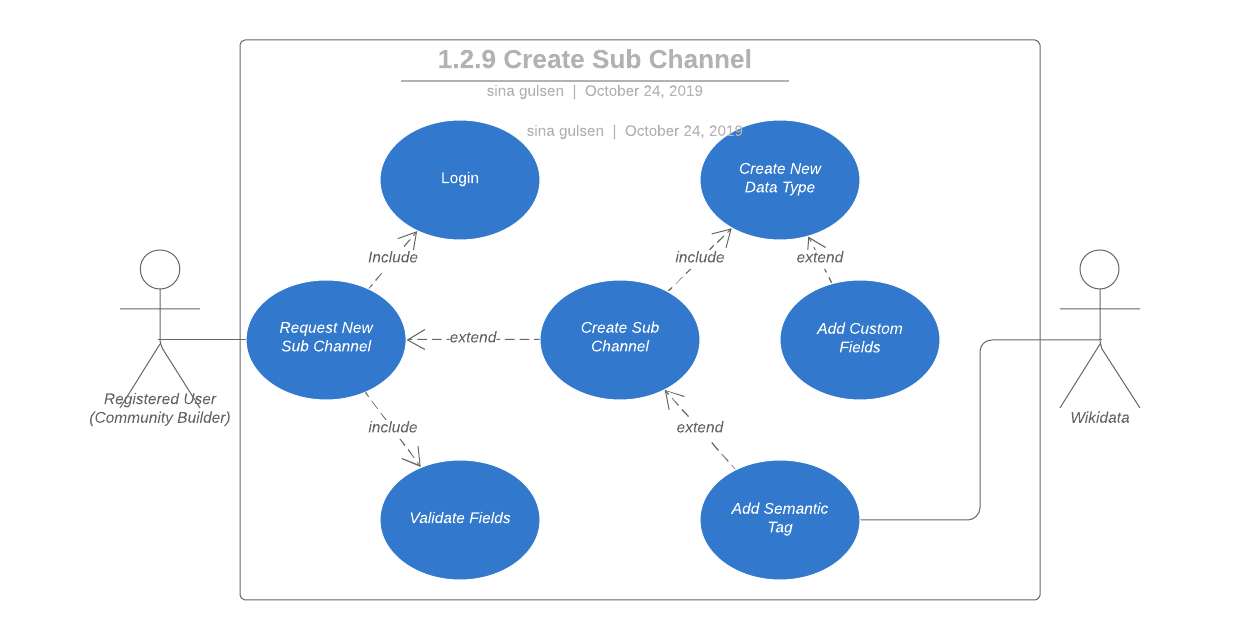 1.2.9 Create Sub Channel
sina gulsen | October 24, 2019
sina gulsen | October 24, 2019
Login
Create New
Data Type
Include
include
extend
Request New
Sub Channel
extend
Create Sub
Channel
Add Custom
Fields
Registered User
(Community Builder)
Wikidata
include
extend
Validate Fields
Add Semantic
Tag